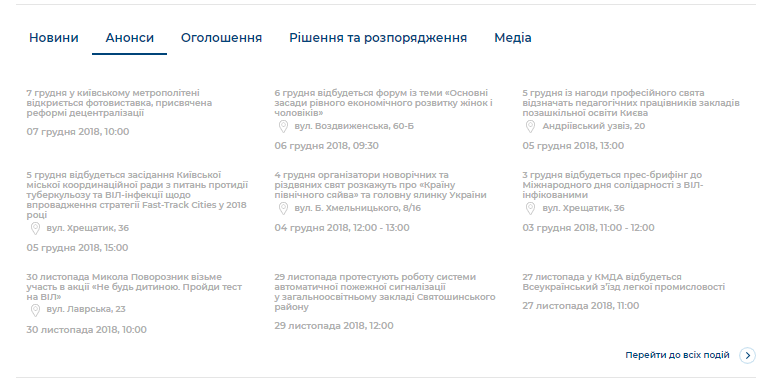 Новини Анонси Оголошення Рішення та розпорядження Медіа
7 грудня у київському метрополітені
відкриється фотовиставка, присвячена
реформі децентралізації
07 грудня 2018, 10:00
6 грудня відбудеться форум із теми «Основні
засади рівного економічного розвитку жінок і
чоловіків»
вул. Воздвиженська, 60-Б
06 грудня 2018, 09:30
5 грудня із нагоди професійного свята
відзначать педагогічних працівників закладів
позашкільної освіти Києва
Андріївський узвіз, 20
05 грудня 2018, 13:00
5 грудня відбудеться засідання Київської
міської координаційної ради з питань протидії
туберкульозу та ВІЛ-інфекції щодо
впровадження стратегії Fast-Track Cities у 2018
році
вул. Хрещатик, 36
05 грудня 2018, 15:00
4 грудня організатори новорічних та
різдвяних свят розкажуть про «Країну
північного сяйва» та головну ялинку України
вул. Б. Хмельницького, 8/16
04 грудня 2018, 12:00 - 13:00
3 грудня відбудеться прес-брифінг до
Міжнародного дня солідарності з ВІЛ-
інфікованими
вул. Хрещатик, 36
03 грудня 2018, 11:00 - 12:00
30 листопада Микола Поворозник візьме
участь в акції «Не будь дитиною. Пройди тест
на ВІЛ»
вул. Лаврська, 23
30 листопада 2018, 10:00
29 листопада протестують роботу системи
автоматичної пожежної сигналізації
у загальноосвітньому закладі Святошинського
району
29 листопада 2018, 12:00
27 листопада у КМДА відбудеться
Всеукраїнський з’їзд легкої промисловості
27 листопада 2018, 11:00
Перейти до всіх подій